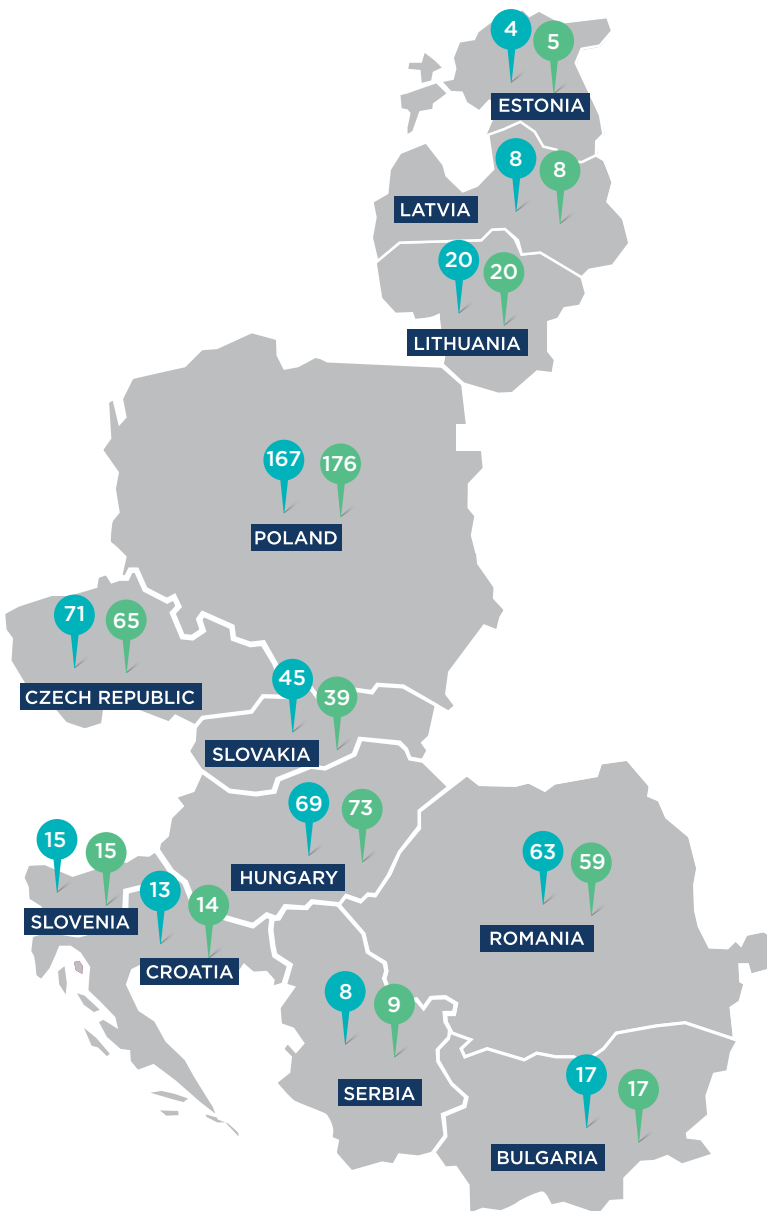 4
5
ESTONIA
8
8
LATVIA
20
20
LITHUANIA
167
176
POLAND
71
65
CZECH REPUBLIC
45
39
SLOVAKIA
69
73
HUNGARY
15
15
SLOVENIA
13
14
CROATIA
63
59
ROMANIA
8
9
SERBIA
17
17
BULGARIA